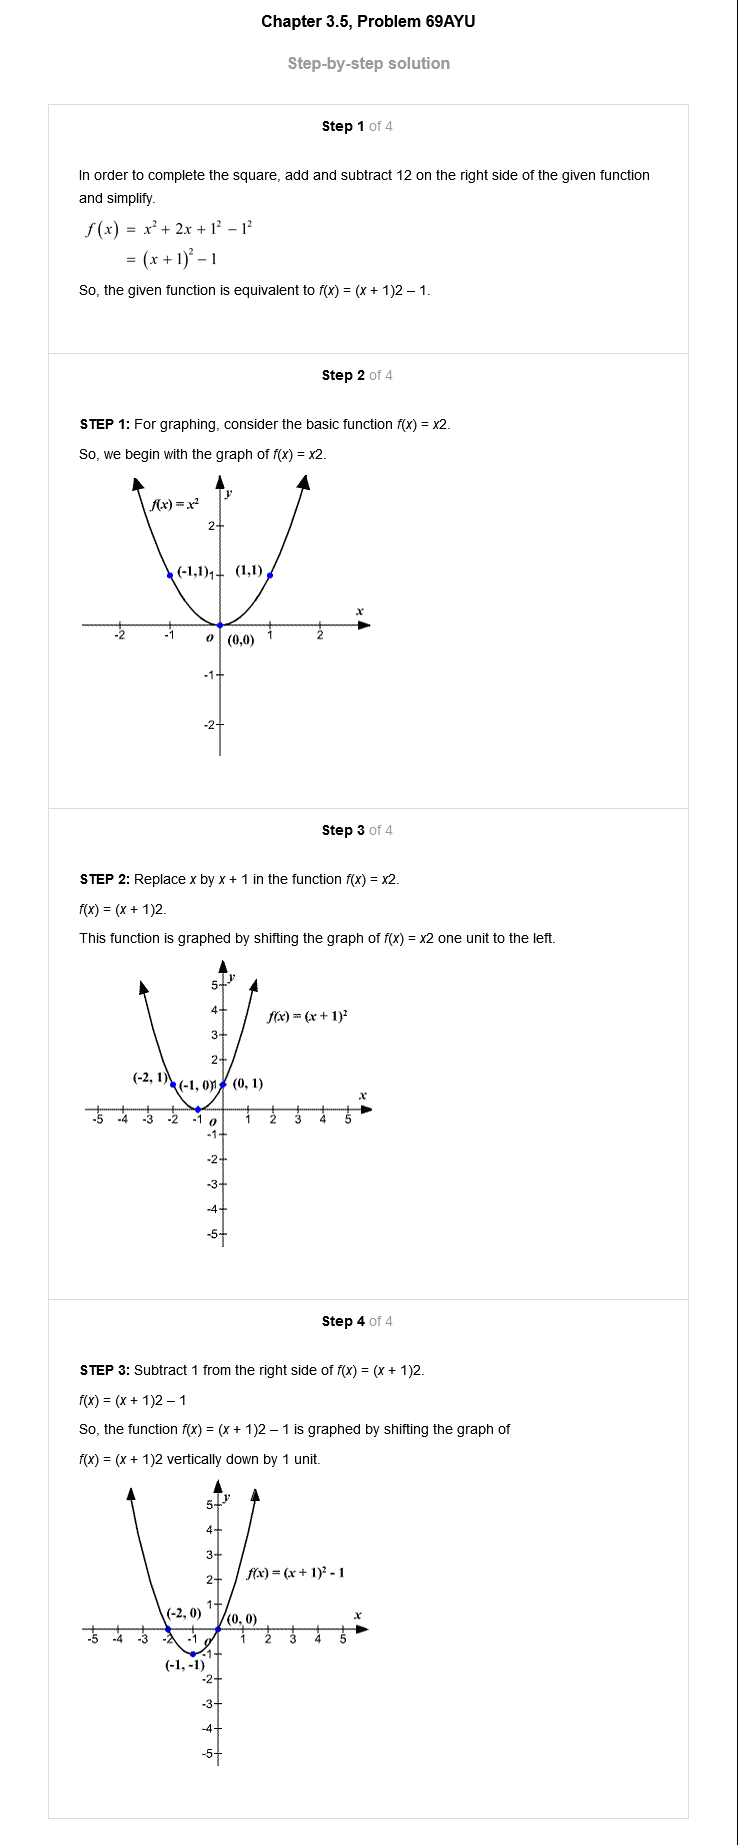 Chapter 3.5, Problem 69AYU
Step-by-step solution
Step 1 of 4
In order to complete the square, add and subtract 12 on the right side of the given function
and simplify.
f(x) = x² + 2x + 1² − 1²
= (x + 1)² − 1
So, the given function is equivalent to f(x) = (x + 1)2 – 1.
Step 2 of 4
STEP 1: For graphing, consider the basic function f(x) = x2.
So, we begin with the graph of f(x) = x2.
y
f(x) = x²
2
(-1,1) 1 (1,1)
x
-2 -1 O (0,0) 1 2
-1
-2
Step 3 of 4
STEP 2: Replace x by x + 1 in the function f(x) = x2.
f(x) = (x + 1)2.
This function is graphed by shifting the graph of f(x) = x2 one unit to the left.
5 y
4 f(x) = (x + 1)²
3
2
(-2, 1) (-1, 0) 1 (0, 1)
x
-5 -4 -3 -2 -1 O 1 2 3 4 5
-1
-2
-3
-4
-5
Step 4 of 4
STEP 3: Subtract 1 from the right side of f(x) = (x + 1)2.
f(x) = (x + 1)2 – 1
So, the function f(x) = (x + 1)2 – 1 is graphed by shifting the graph of
f(x) = (x + 1)2 vertically down by 1 unit.
5 y
4
3
2 f(x) = (x + 1)² - 1
1
(-2, 0) (0, 0) x
-5 -4 -3 -2 -1 O 1 2 3 4 5
-1
(-1, -1)
-2
-3
-4
-5